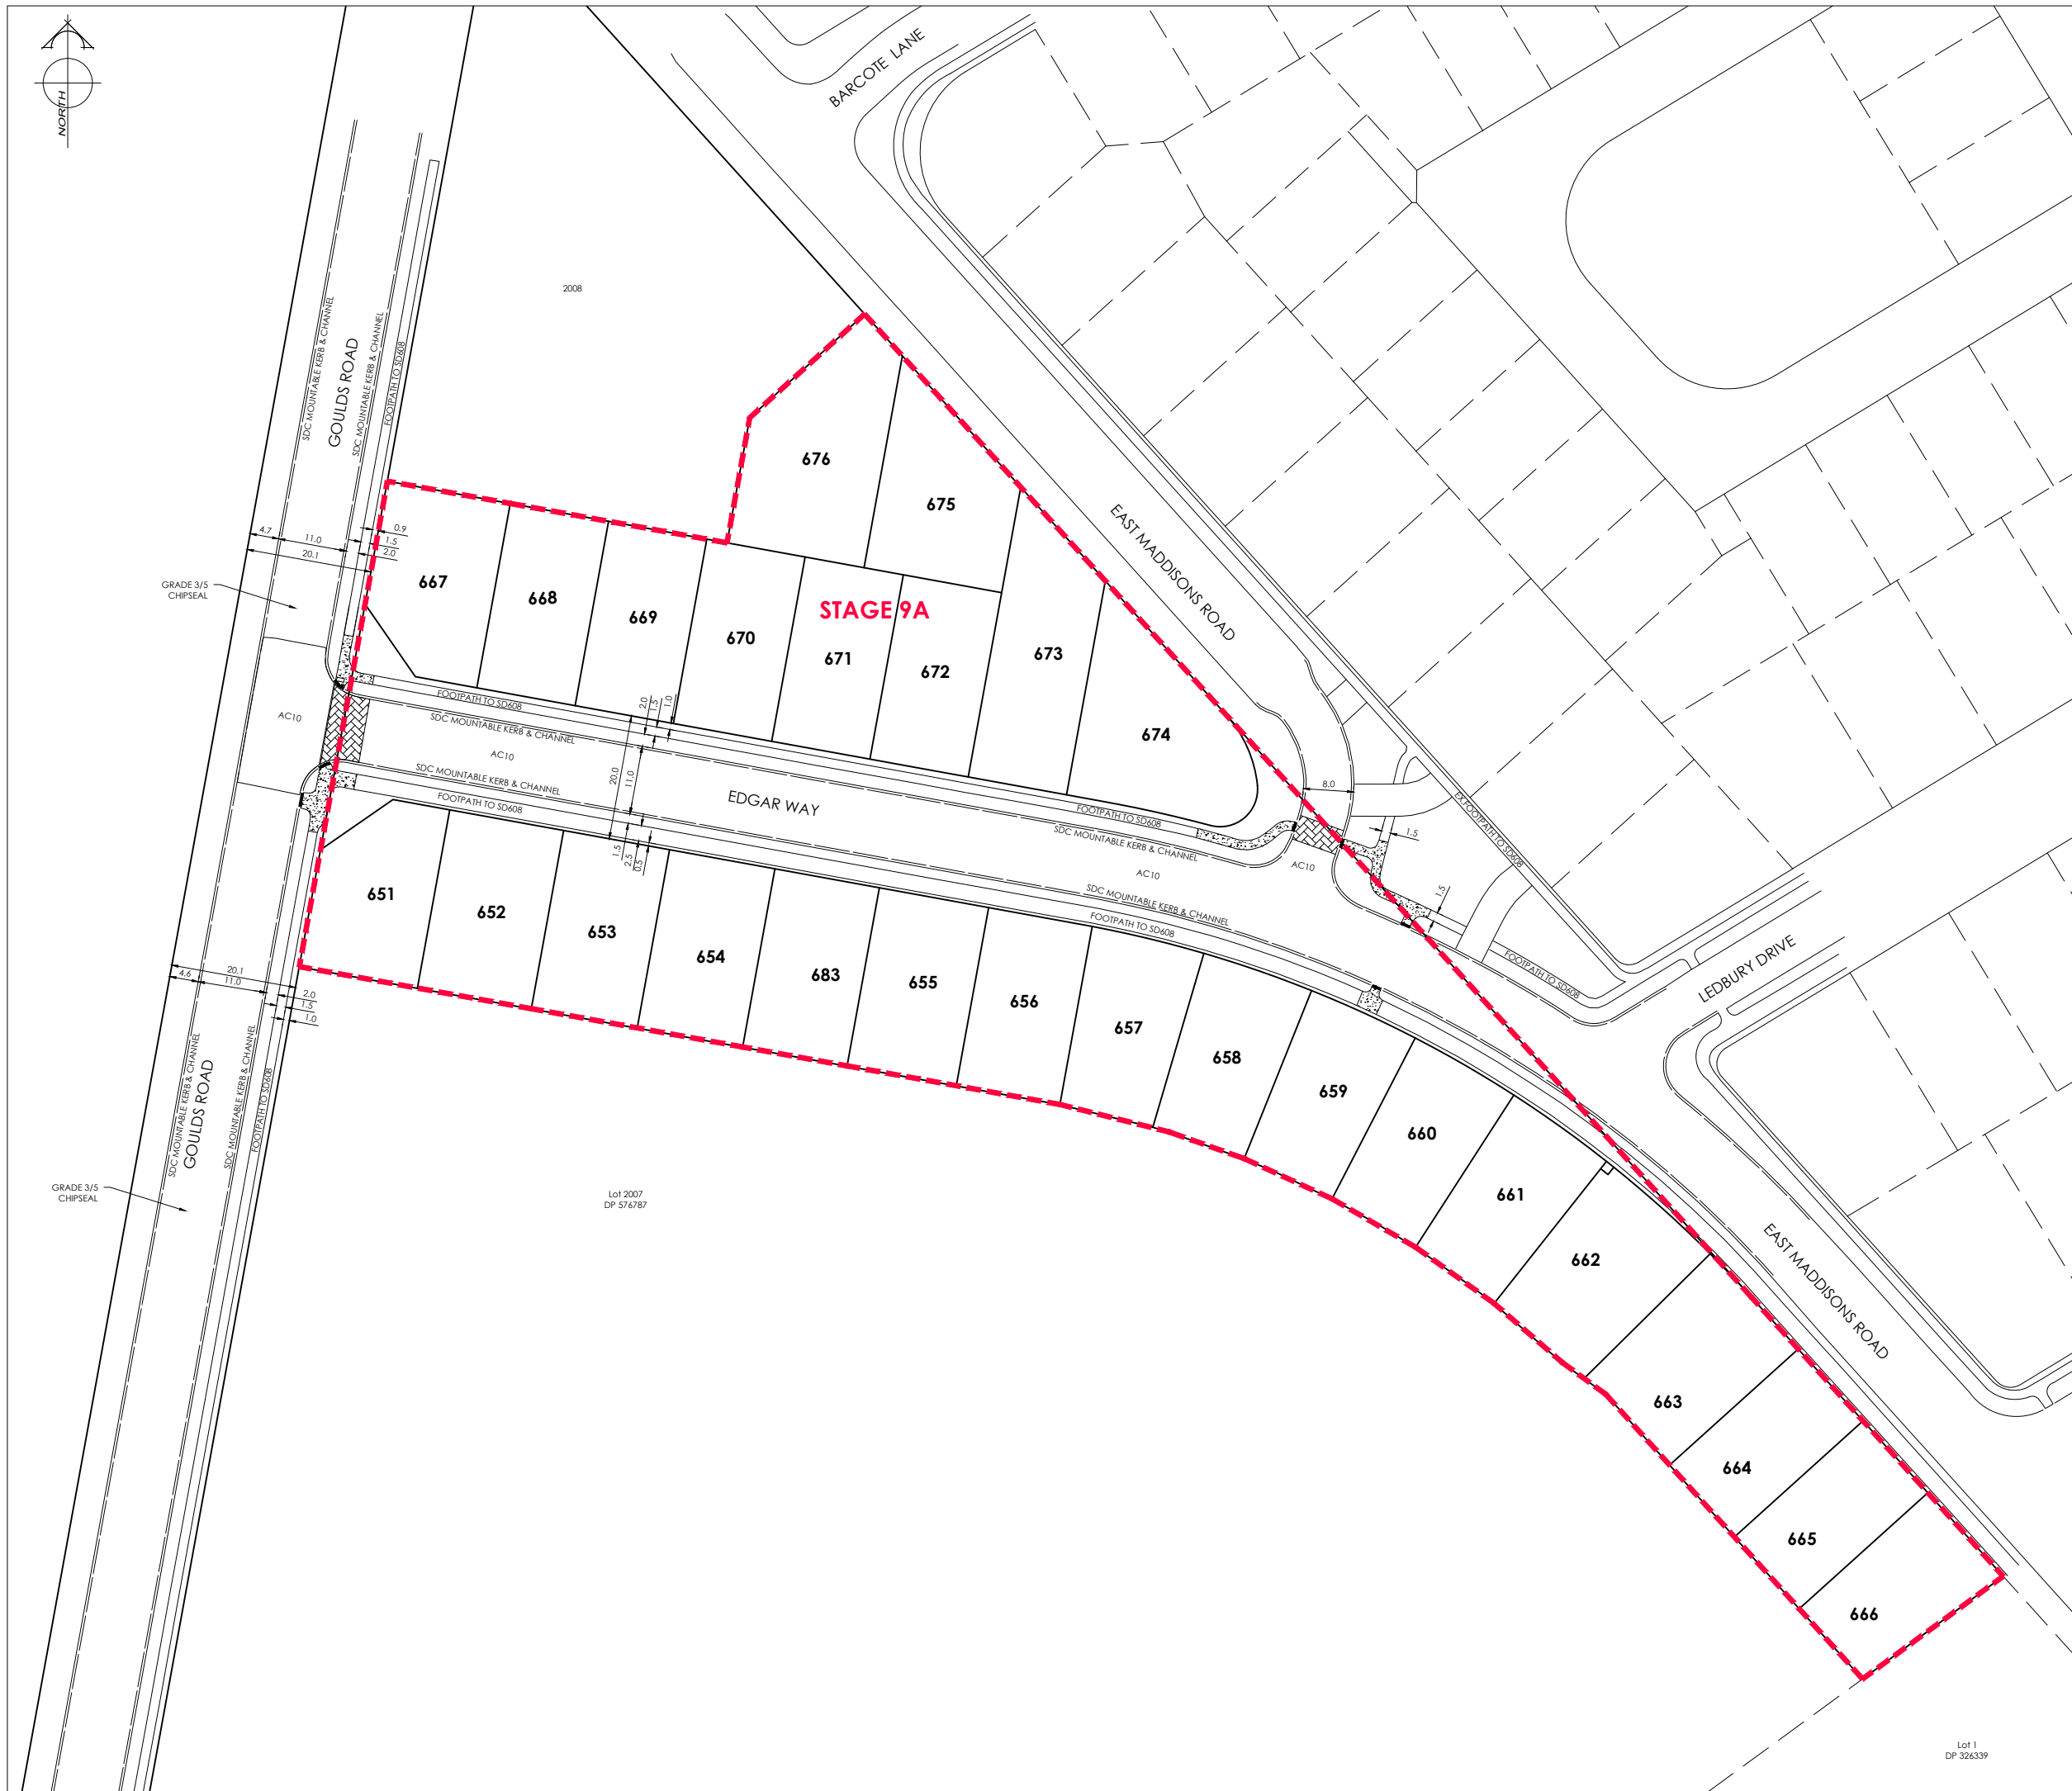 NORTH
BARCOTE LANE
2008
SDC MOUNTABLE KERB & CHANNEL
GOULDS ROAD
SDC MOUNTABLE KERB & CHANNEL
FOOTPATH TO SD608
676
675
EAST MADDISONS ROAD
4.7
11.0
20.1
0.9
1.5
2.0
GRADE 3/5
CHIPSEAL
667
668
669
670
STAGE 9A
671
672
673
674
FOOTPATH TO SD608
2.0
1.5
1.0
SDC MOUNTABLE KERB & CHANNEL
AC10
AC10
SDC MOUNTABLE KERB & CHANNEL
20.0
11.0
FOOTPATH TO SD608
EDGAR WAY
8.0
FOOTPATH TO SD608
SDC MOUNTABLE KERB & CHANNEL
EX.FOOTPATH TO SD608
1.5
1.5
2.5
0.5
AC10
AC10
SDC MOUNTABLE KERB & CHANNEL
FOOTPATH TO SD608
1.5
FOOTPATH TO SD608
LEDBURY DRIVE
651
652
653
654
683
655
656
657
658
659
660
661
662
663
664
665
666
20.1
4.6
11.0
2.0
1.5
1.0
SDC MOUNTABLE KERB & CHANNEL
GOULDS ROAD
SDC MOUNTABLE KERB & CHANNEL
FOOTPATH TO SD608
GRADE 3/5
CHIPSEAL
Lot 2007
DP 576787
EAST MADDISONS ROAD
Lot 1
DP 326339